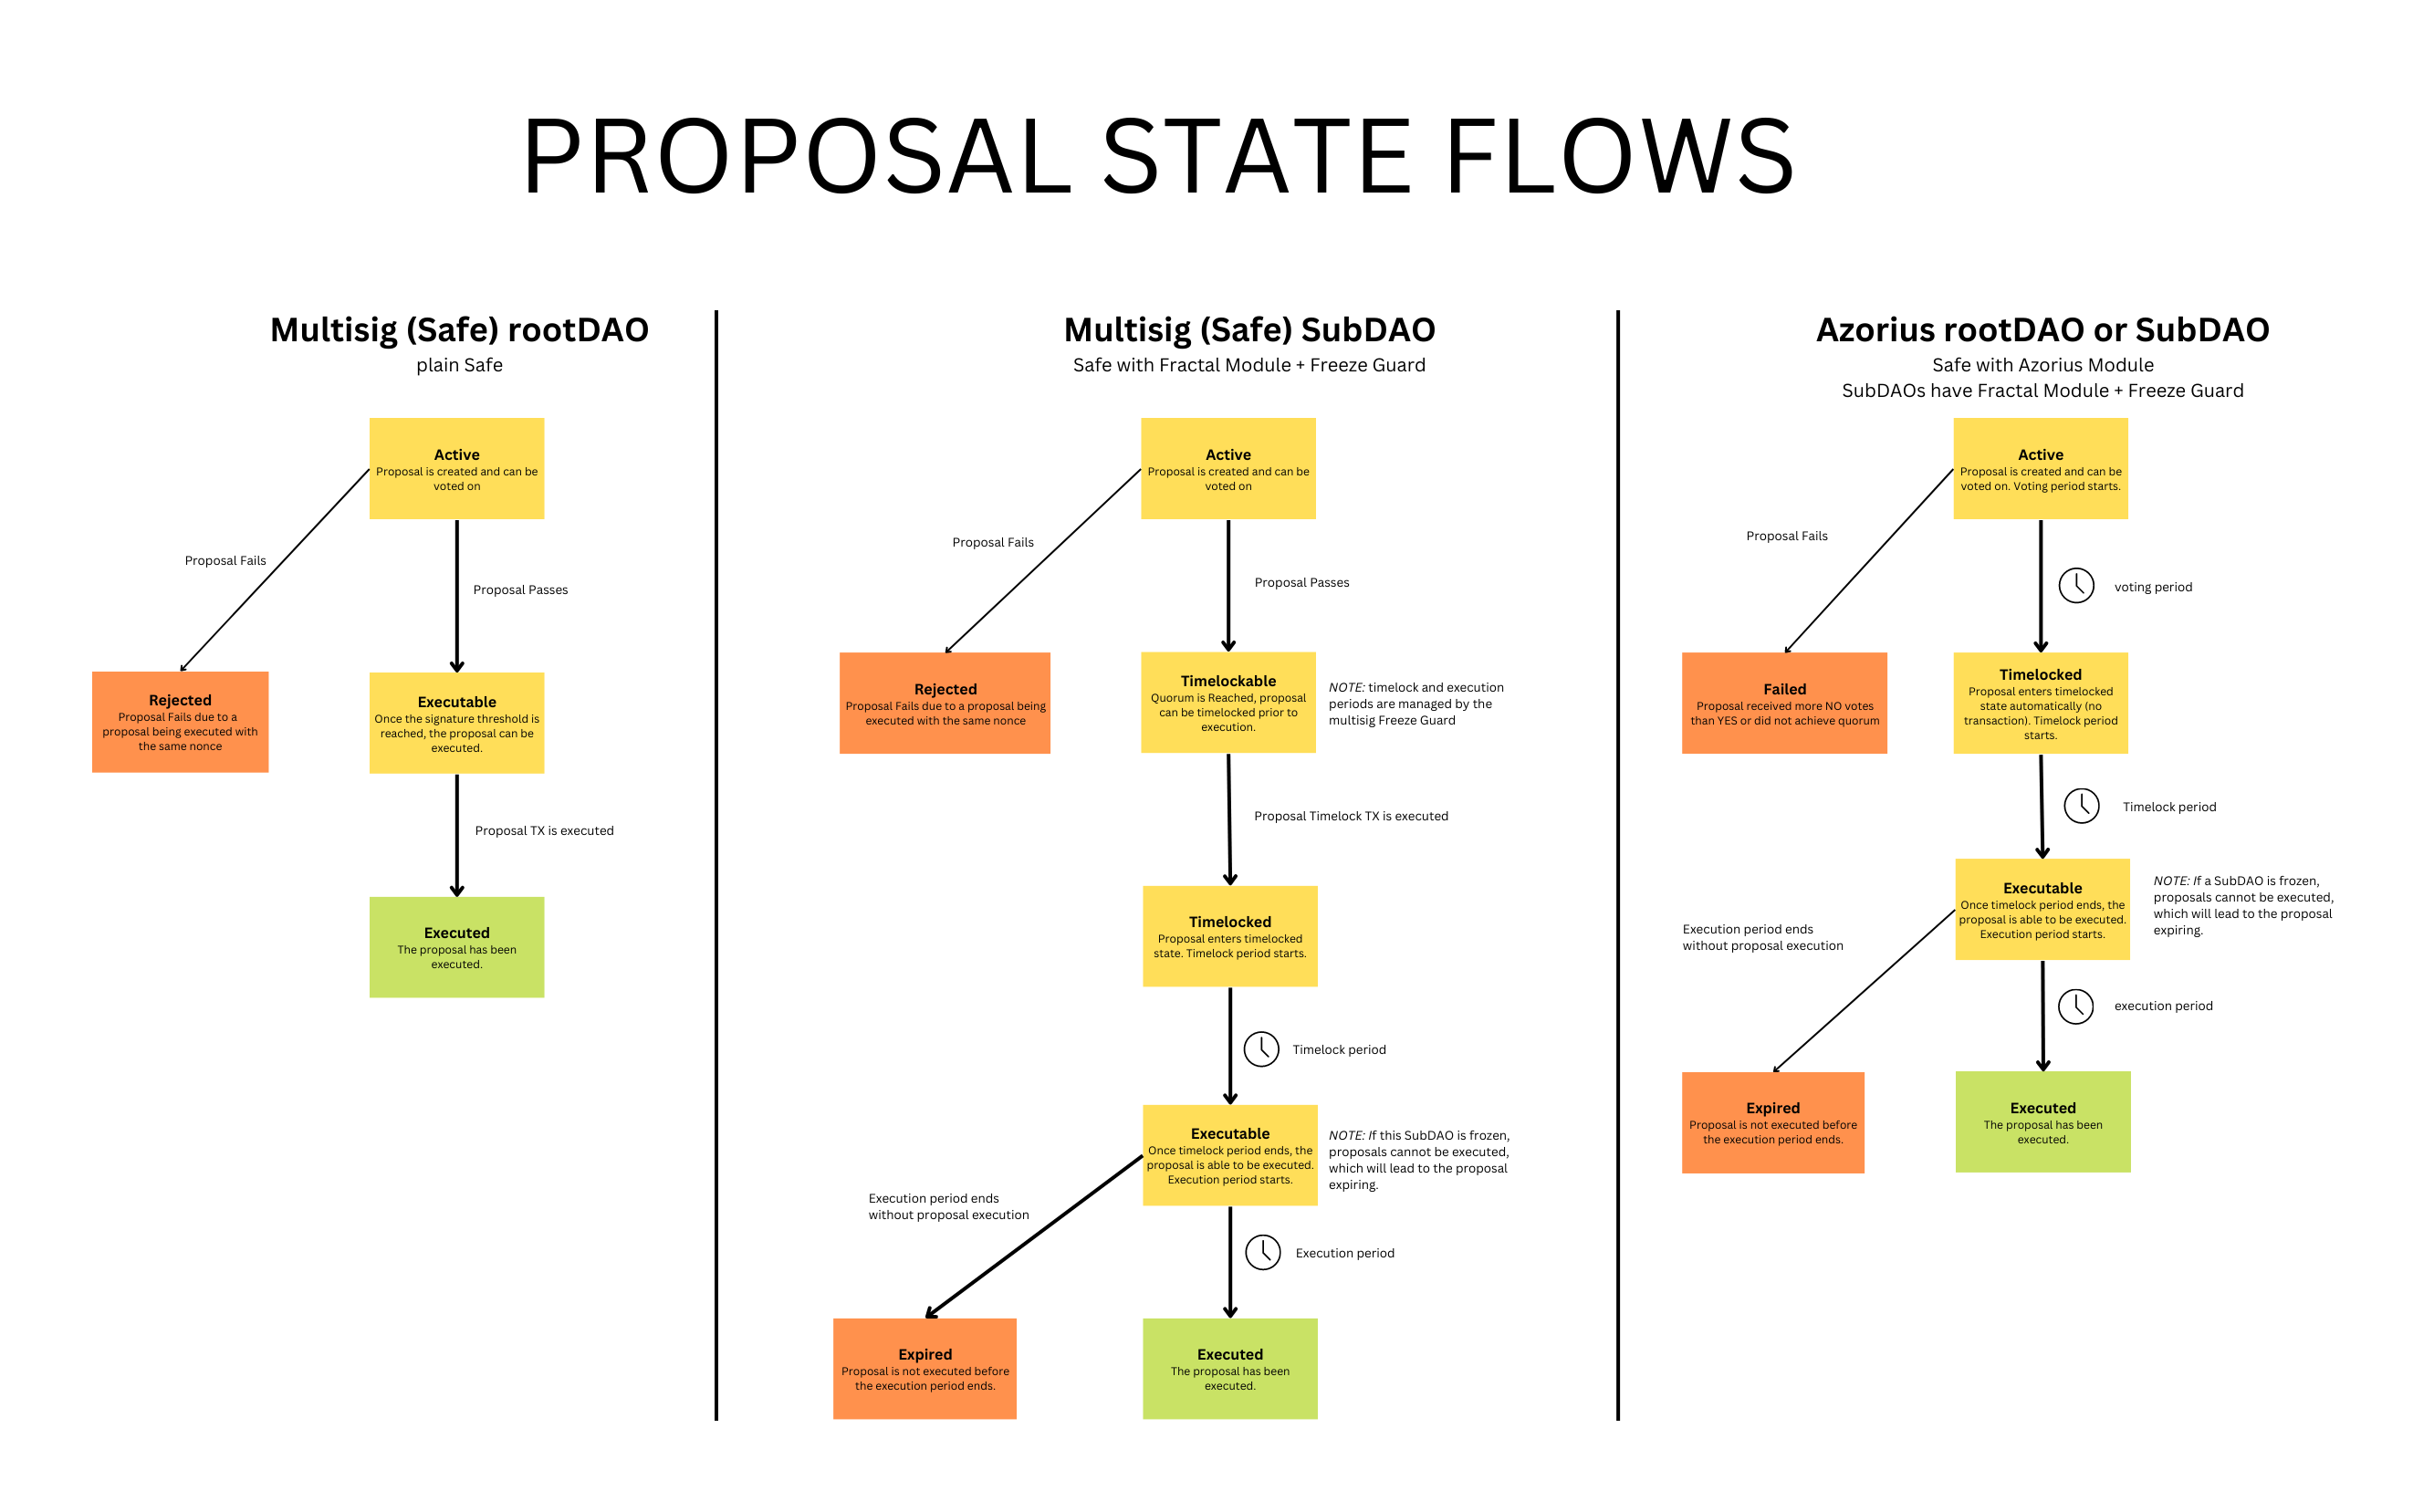 PROPOSAL STATE FLOWS
Multisig (Safe) rootDAO
plain Safe
Active
Proposal is created and can be
voted on
Proposal Fails
Proposal Passes
Rejected
Proposal Fails due to a
proposal being executed with
the same nonce
Executable
Once the signature threshold is
reached, the proposal can be
executed.
Proposal TX is executed
Executed
The proposal has been
executed.
Multisig (Safe) SubDAO
Safe with Fractal Module + Freeze Guard
Active
Proposal is created and can be
voted on
Proposal Fails
Proposal Passes
Rejected
Proposal Fails due to a proposal being
executed with the same nonce
Timelockable
Quorum is Reached, proposal
can be timelocked prior to
execution.
NOTE: timelock and execution
periods are managed by the
multisig Freeze Guard
Proposal Timelock TX is executed
Timelocked
Proposal enters timelocked
state. Timelock period starts.
Timelock period
Executable
Once timelock period ends, the
proposal is able to be executed.
Execution period starts.
NOTE: If this SubDAO is frozen,
proposals cannot be executed,
which will lead to the proposal
expiring.
Execution period ends
without proposal execution
Execution period
Expired
Proposal is not executed before
the execution period ends.
Executed
The proposal has been
executed.
Azorius rootDAO or SubDAO
Safe with Azorius Module
SubDAOs have Fractal Module + Freeze Guard
Active
Proposal is created and can be
voted on. Voting period starts.
Proposal Fails
voting period
Failed
Proposal received more NO votes
than YES or did not achieve quorum
Timelocked
Proposal enters timelocked
state automatically (no
transaction). Timelock period
starts.
Timelock period
Executable
Once timelock period ends, the
proposal is able to be executed.
Execution period starts.
NOTE: If a SubDAO is frozen,
proposals cannot be executed,
which will lead to the proposal
expiring.
Execution period ends
without proposal execution
execution period
Expired
Proposal is not executed before
the execution period ends.
Executed
The proposal has been
executed.